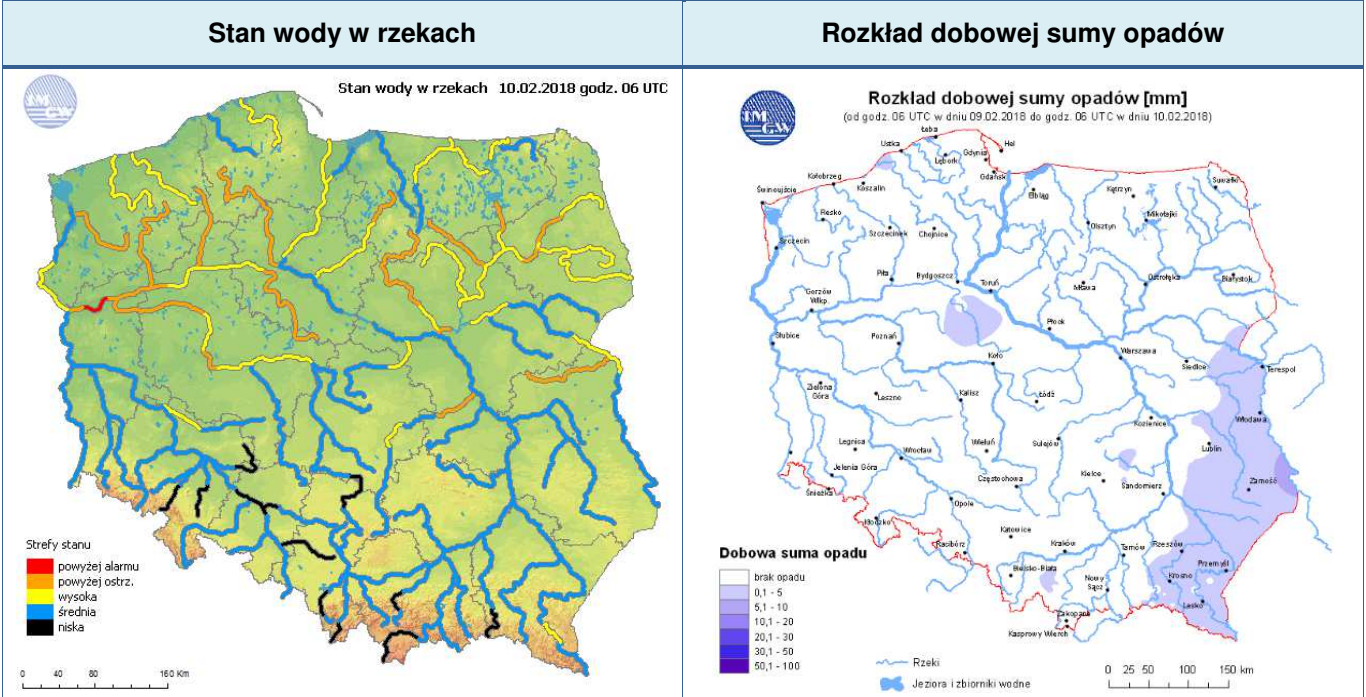 Stan wody w rzekach
Rozkład dobowej sumy opadów
IM
GW
Stan wody w rzekach 10.02.2018 godz. 06 UTC
Strefy stanu
powyżej alarmu
powyżej ostrz.
wysoka
średnia
niska
0 40 80 160 Km
IM
GW
Rozkład dobowej sumy opadów [mm]
(od godz. 06 UTC w dniu 09.02.2018 do godz. 06 UTC w dniu 10.02.2018)
Łeba
Ustka
Hel
Lębork
Gdynia
Gdańsk
Kołobrzeg
Koszalin
Elbląg
Kętrzyn
Suwałki
Świnoujście
Resko
Mikołajki
Szczecinek
Chojnice
Olsztyn
Szczecin
Piła
Bydgoszcz
Toruń
Mława
Ostrołęka
Białystok
Gorzów
Wlkp.
Płock
Słubice
Poznań
Koło
Warszawa
Siedlce
Terespol
Zielona
Góra
Leszno
Kalisz
Łódź
Włodawa
Kozienice
Legnica
Wrocław
Wieluń
Sulejów
Lublin
Jelenia Góra
Kielce
Częstochowa
Sandomierz
Zamość
Śnieżka
Opole
Kłodzko
Katowice
Racibórz
Kraków
Tarnów
Rzeszów
Bielsko-Biała
Nowy
Sącz
Krosno
Przemyśl
Lesko
Zakopane
Kasprowy Wierch
Dobowa suma opadu
brak opadu
0,1 - 5
5,1 - 10
10,1 - 20
20,1 - 30
30,1 - 50
50,1 - 100
Rzeki
Jeziora i zbiorniki wodne
0 25 50 100 150 km